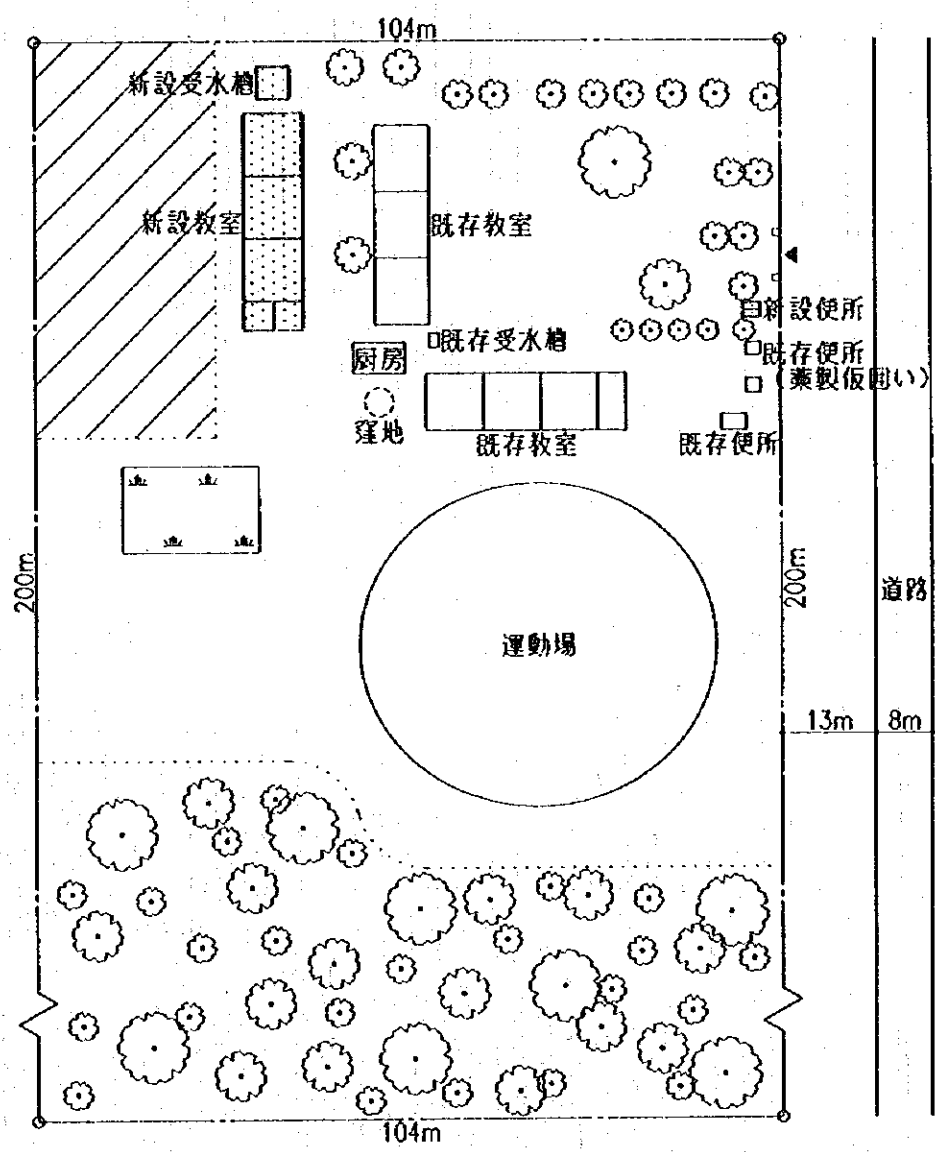 104m
新設受水槽
新設教室
既存教室
新設便所
既存受水槽
既存便所
(藁製仮囲い)
厨房
窪地
既存教室
既存便所
200m
200m
道路
運動場
13m
8m
104m